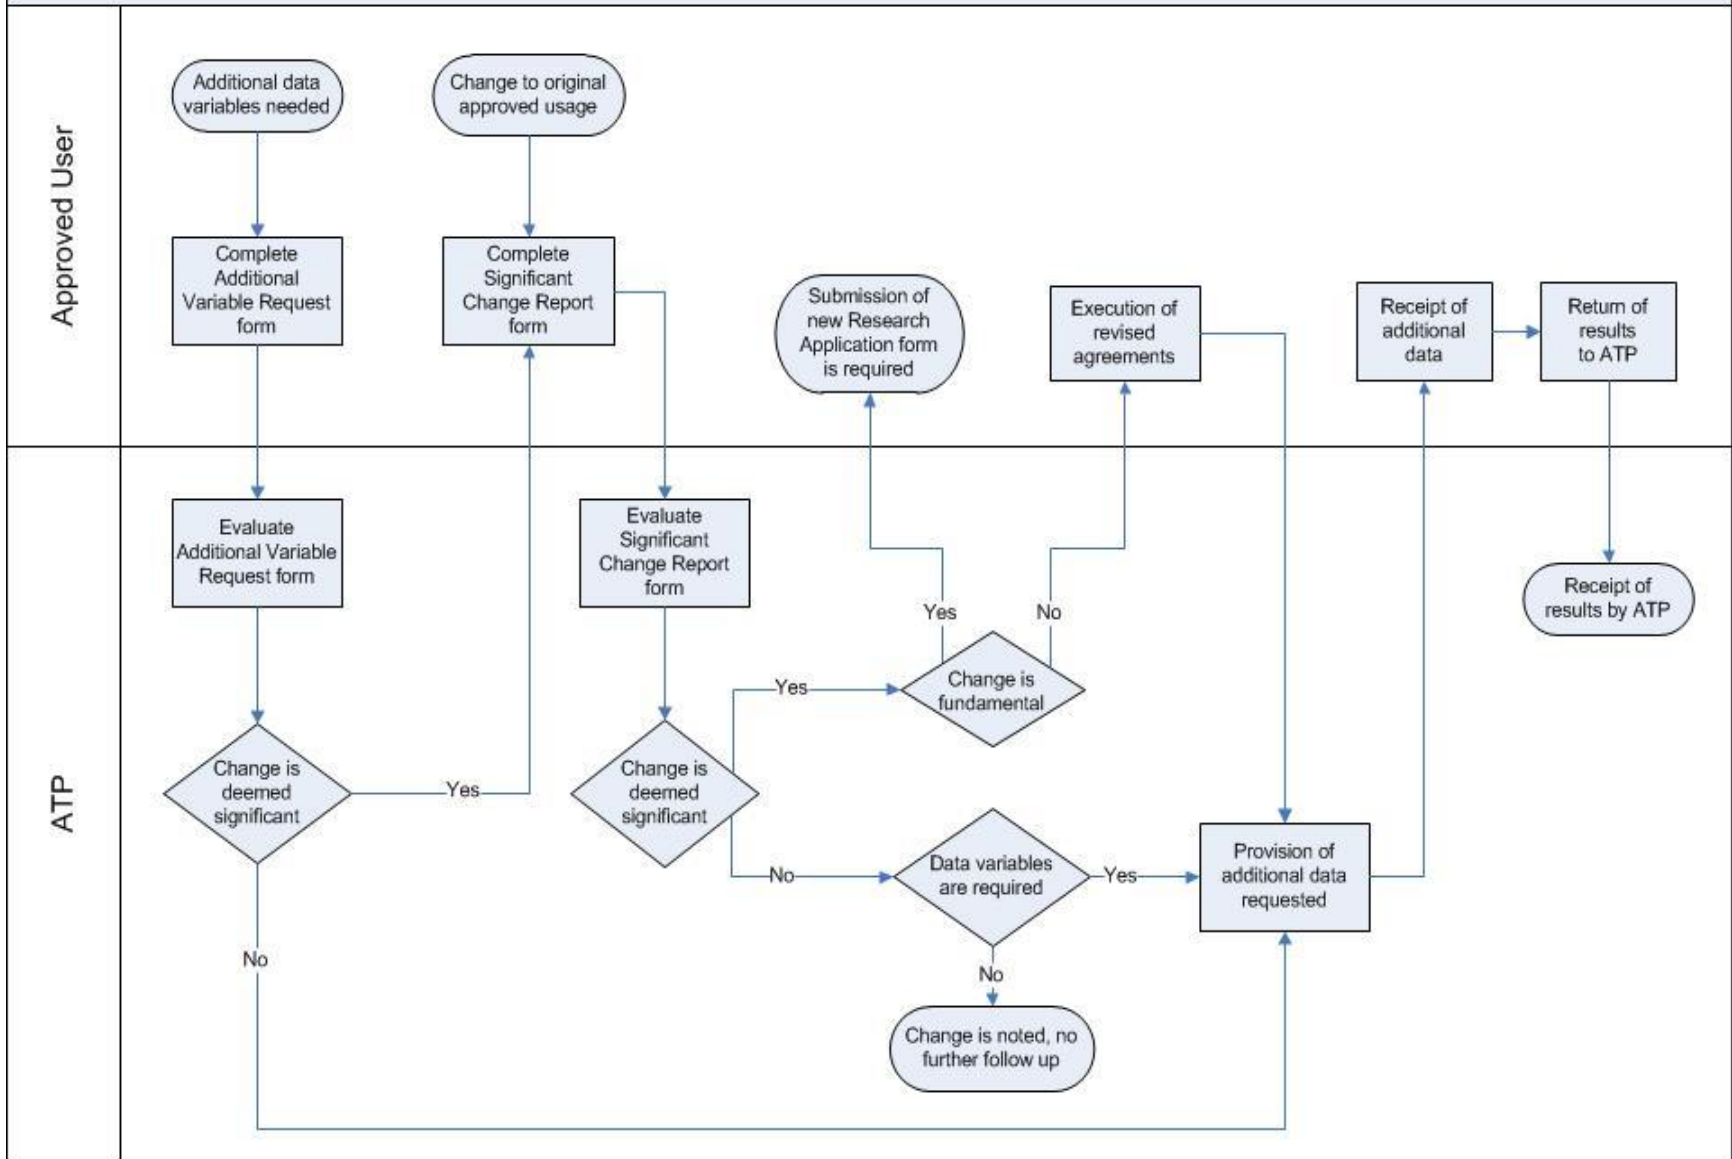 Approved User
Additional data
variables needed
Change to original
approved usage
Complete
Additional
Variable Request
form
Complete
Significant
Change Report
form
Submission of
new Research
Application form
is required
Execution of
revised
agreements
Receipt of
additional
data
Return of
results
to ATP
ATP
Evaluate
Additional Variable
Request form
Evaluate
Significant
Change Report
form
Receipt of
results by ATP
Yes
No
Change is
fundamental
Yes
Change is
deemed
significant
Yes
Change is
deemed
significant
No
Data variables
are required
Yes
Provision of
additional data
requested
No
No
Change is noted, no
further follow up